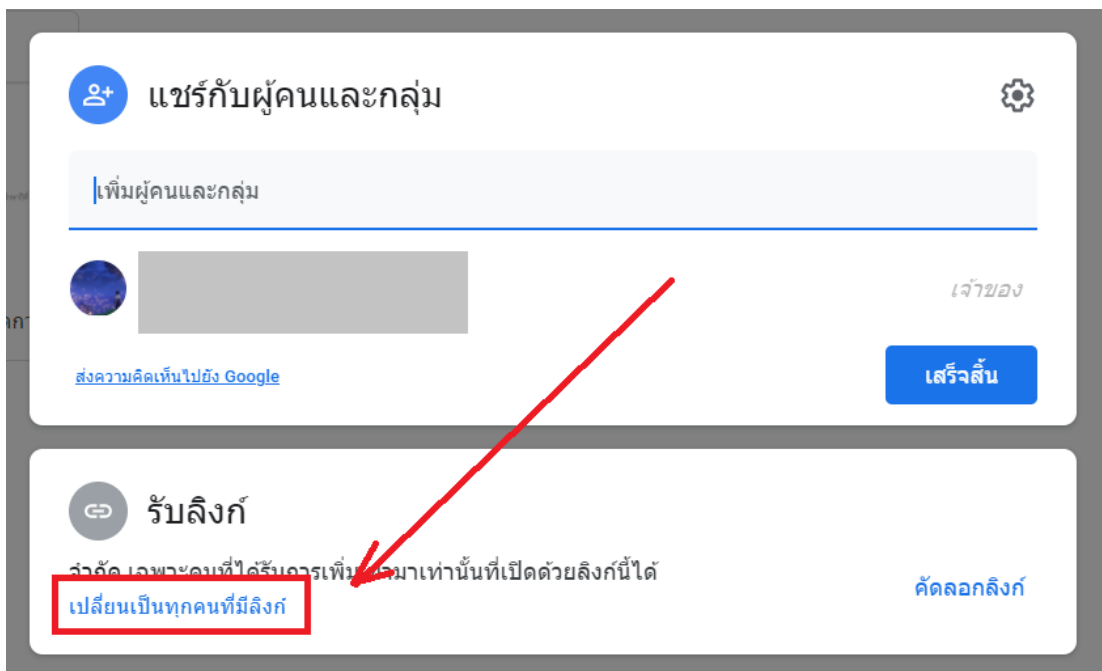 แชร์กับผู้คนและกลุ่ม
เพิ่มผู้คนและกลุ่ม
เจ้าของ
ส่งความคิดเห็นไปยัง Google
เสร็จสิ้น
รับลิงก์
จำกัด เฉพาะคนที่ได้รับการเพิ่มเข้ามาเท่านั้นที่เปิดด้วยลิงก์นี้ได้
เปลี่ยนเป็นทุกคนที่มีลิงก์
คัดลอกลิงก์